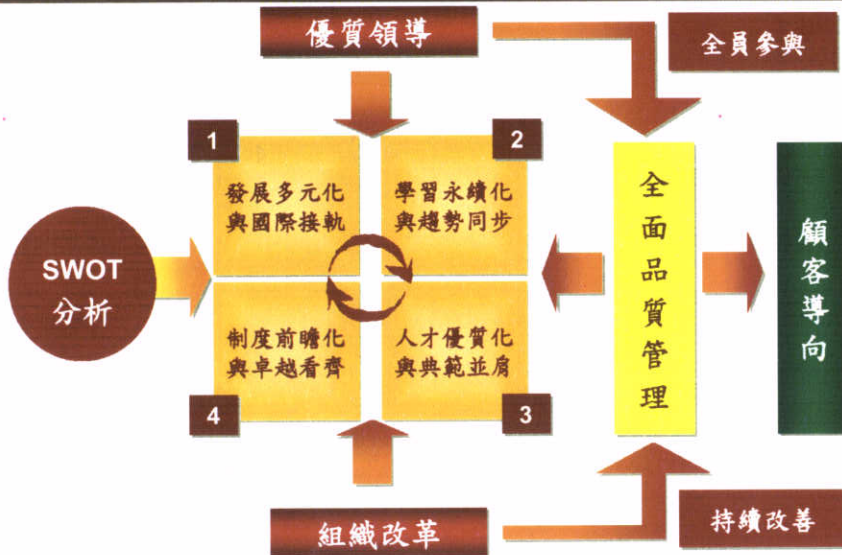 優質領導
全員參與
1
2
發展多元化
與國際接軌
學習永續化
與趨勢同步
SWOT
分析
全面品質管理
顧客導向
制度前瞻化
與卓越看齊
人才優質化
與典範並肩
4
3
組織改革
持續改善